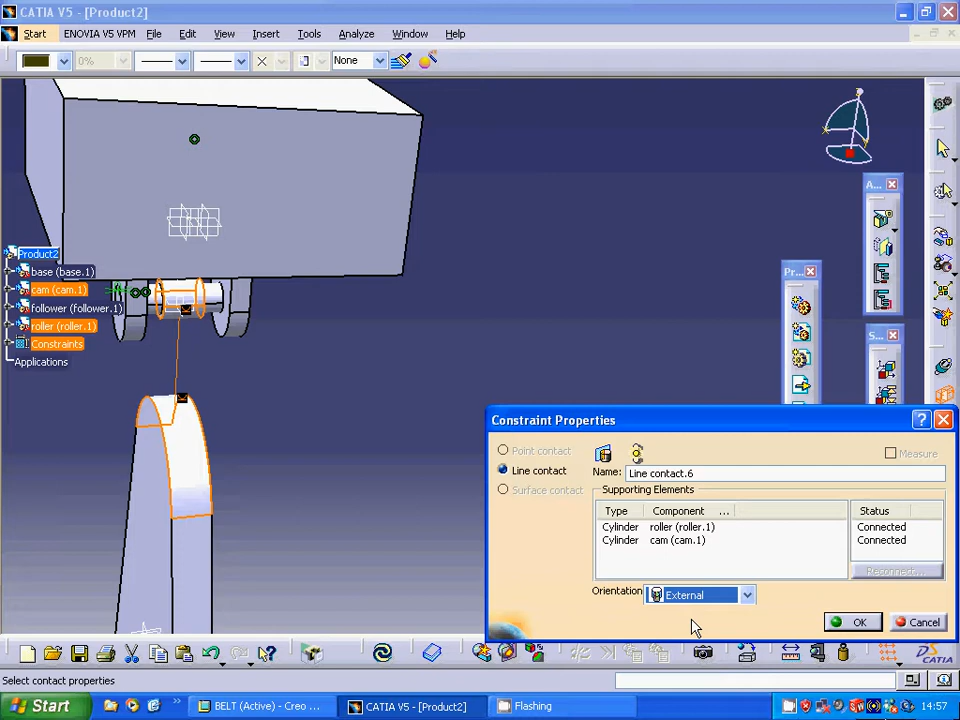 CATIA V5 - [Product2]
Start ENOVIA V5 VPM File Edit View Insert Tools Analyze Window Help
0% None
A...
Product2
base (base.1)
cam (cam.1)
follower (follower.1)
roller (roller.1)
Constraints
Applications
Pr...
S...
Constraint Properties
Point contact
Line contact
Surface contact
Measure
Name: Line contact.6
Supporting Elements
Type Component ... Status
Cylinder roller (roller.1) Connected
Cylinder cam (cam.1) Connected
Reconnect...
Orientation External
OK Cancel
CATIA
Select contact properties
Start BELT (Active) - Creo ... CATIA V5 - [Product2] Flashing 14:57